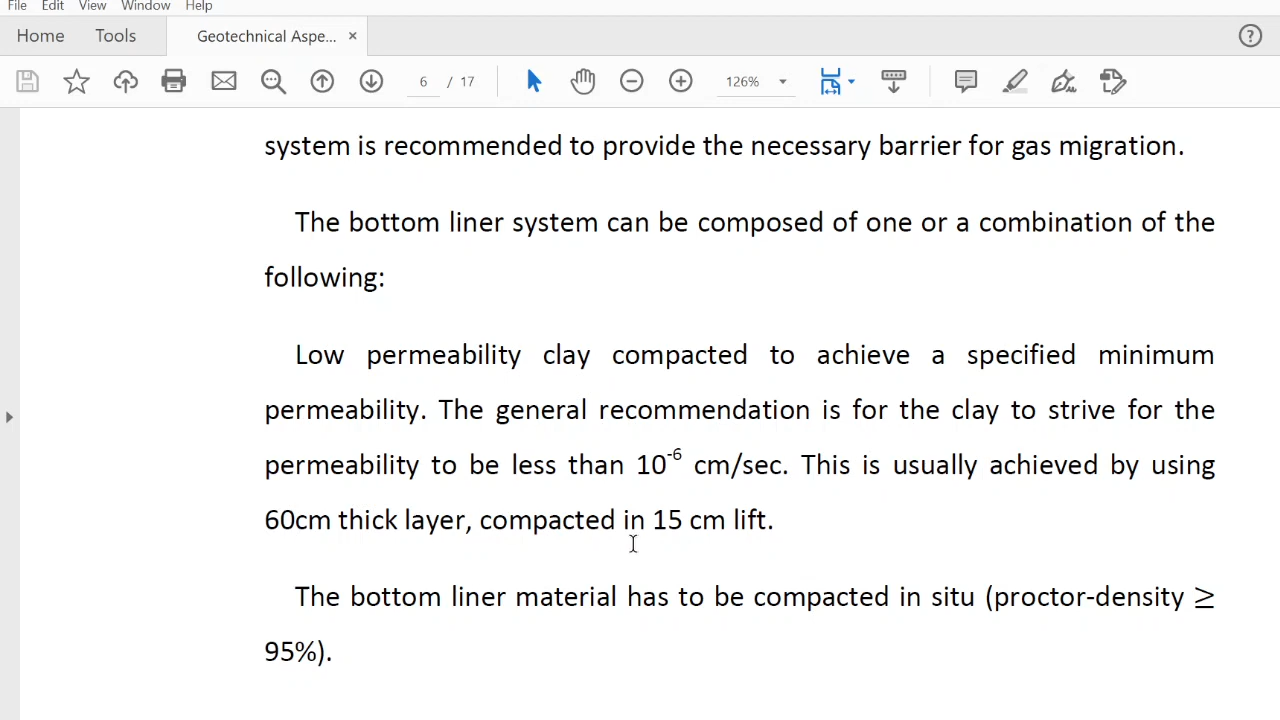 File Edit View Window Help
Home Tools Geotechnical Aspe... ×
6 / 17 126%
system is recommended to provide the necessary barrier for gas migration.
The bottom liner system can be composed of one or a combination of the
following:
Low permeability clay compacted to achieve a specified minimum
permeability. The general recommendation is for the clay to strive for the
permeability to be less than 10⁻⁶ cm/sec. This is usually achieved by using
60cm thick layer, compacted in 15 cm lift.
The bottom liner material has to be compacted in situ (proctor-density ≥
95%).